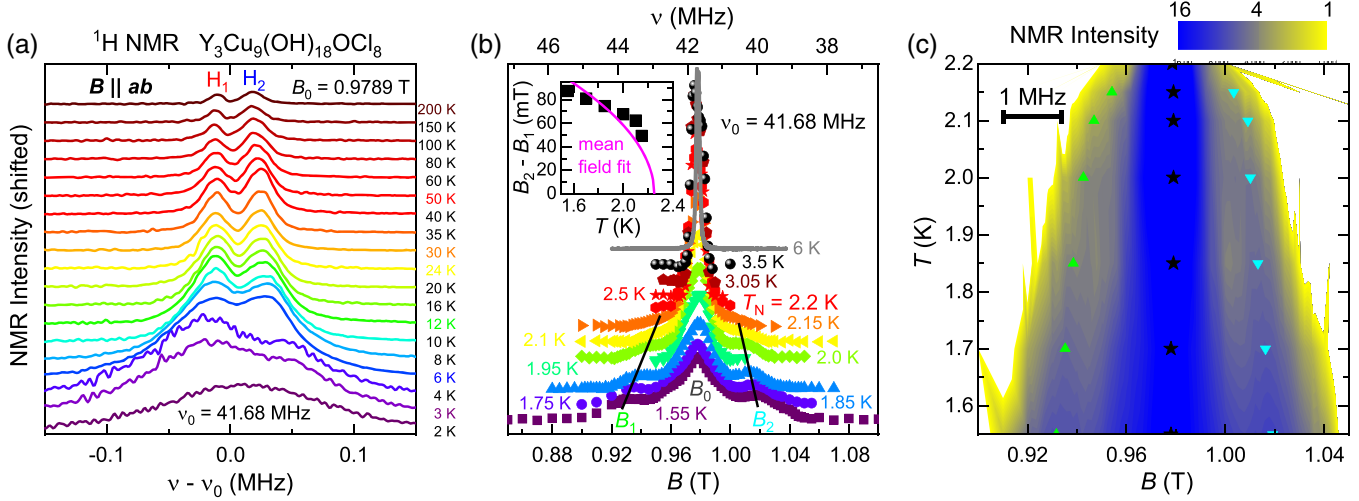 (a)
¹H NMR Y₃Cu₉(OH)₁₈OCl₈
B || ab
H₁
H₂
B₀ = 0.9789 T
200 K
150 K
100 K
80 K
60 K
50 K
40 K
35 K
30 K
24 K
20 K
16 K
12 K
10 K
8 K
6 K
4 K
3 K
2 K
ν₀ = 41.68 MHz
NMR Intensity (shifted)
-0.1 0.0 0.1
ν - ν₀ (MHz)
(b)
ν (MHz)
46 44 42 40 38
B₂ - B₁ (mT)
80
60
40
20
0
mean
field fit
1.6 2.0 2.4
T (K)
ν₀ = 41.68 MHz
6 K
3.5 K
3.05 K
2.5 K
T_N = 2.2 K
2.15 K
2.1 K
2.0 K
1.95 K
B₀
1.75 K
1.85 K
1.55 K
B₁
B₂
0.88 0.92 0.96 1.00 1.04 1.08
B (T)
(c)
16 4 1
NMR Intensity
1 MHz
2.2
2.1
2.0
1.9
1.8
1.7
1.6
T (K)
0.92 0.96 1.00 1.04
B (T)